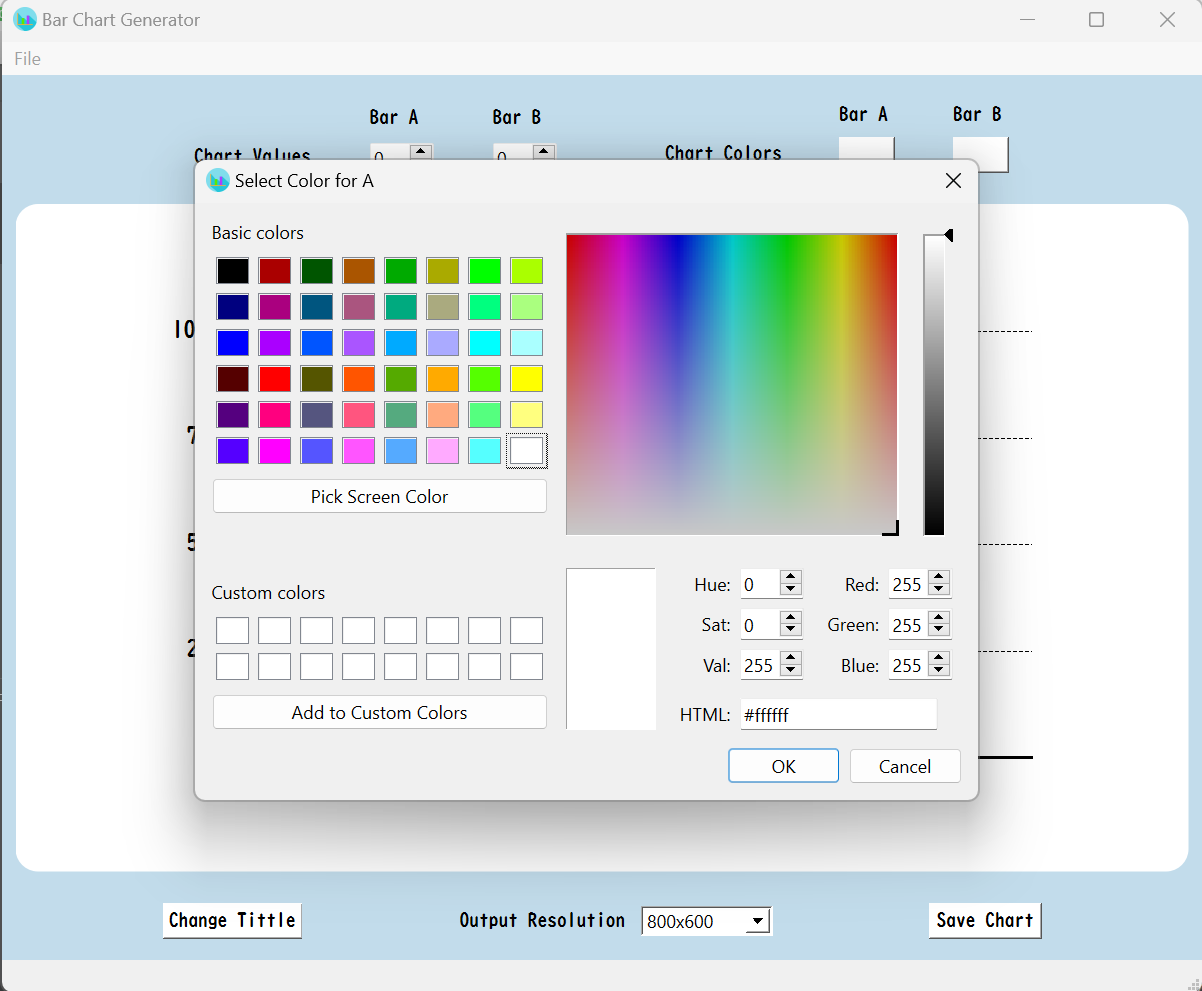 Bar Chart Generator
File
Bar A Bar B Bar A Bar B
Chart Values 0 0 Chart Colors
Select Color for A
Basic colors
10
7
5
2
Pick Screen Color
Custom colors
Add to Custom Colors
Hue: 0 Red: 255
Sat: 0 Green: 255
Val: 255 Blue: 255
HTML: #ffffff
OK Cancel
Change Tittle Output Resolution 800x600 Save Chart